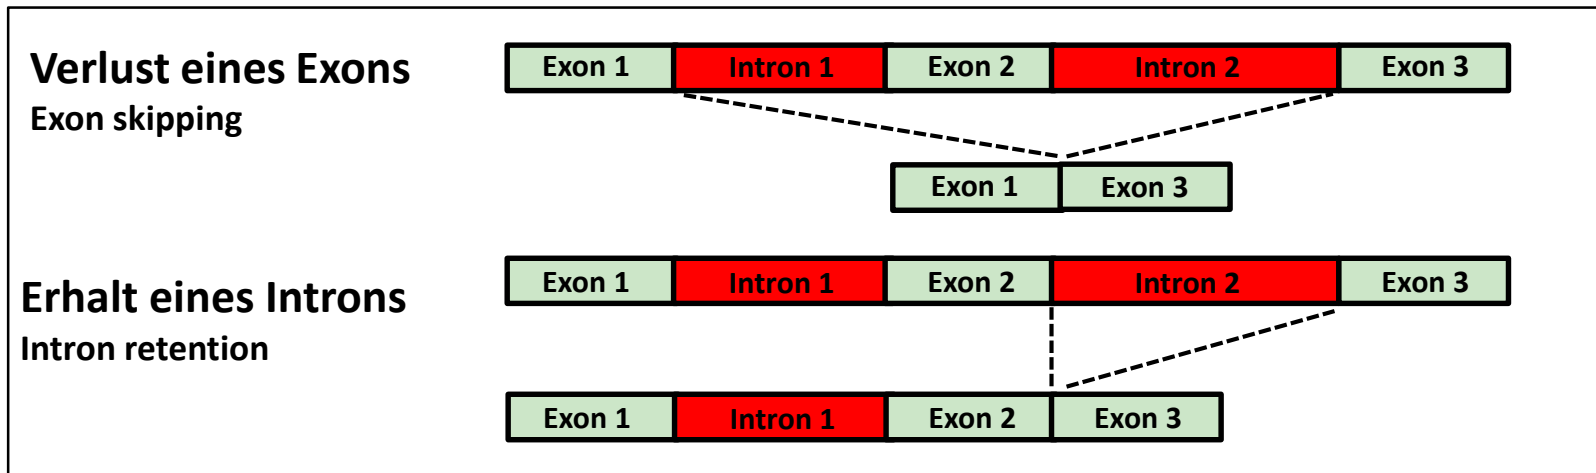 Verlust eines Exons
Exon skipping
Exon 1 Intron 1 Exon 2 Intron 2 Exon 3
Exon 1 Exon 3
Erhalt eines Introns
Intron retention
Exon 1 Intron 1 Exon 2 Intron 2 Exon 3
Exon 1 Intron 1 Exon 2 Exon 3